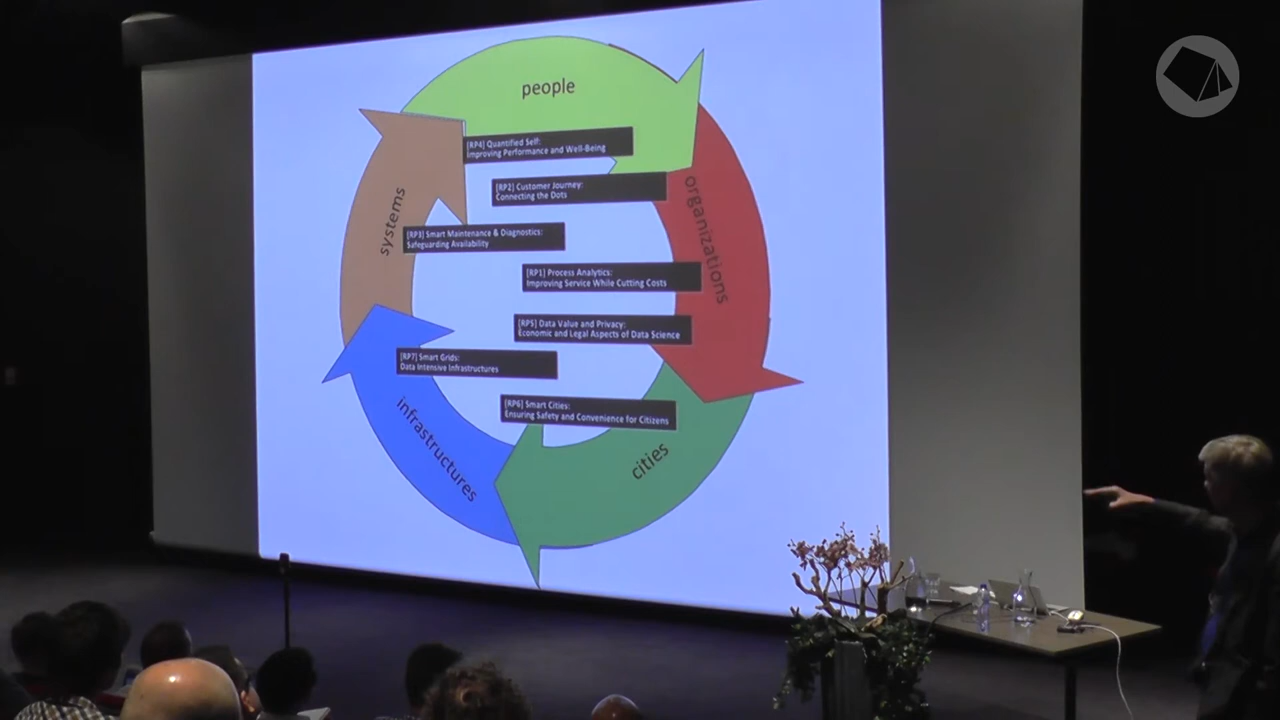 people
[RP4] Quantified Self:
Improving Performance and Well-Being
[RP2] Customer Journey:
Connecting the Dots
organizations
systems
[RP3] Smart Maintenance & Diagnostics:
Safeguarding Availability
[RP1] Process Analytics:
Improving Service While Cutting Costs
[RP5] Data Value and Privacy:
Economic and Legal Aspects of Data Science
[RP7] Smart Grids:
Data Intensive Infrastructures
[RP6] Smart Cities:
Ensuring Safety and Convenience for Citizens
infrastructures
cities